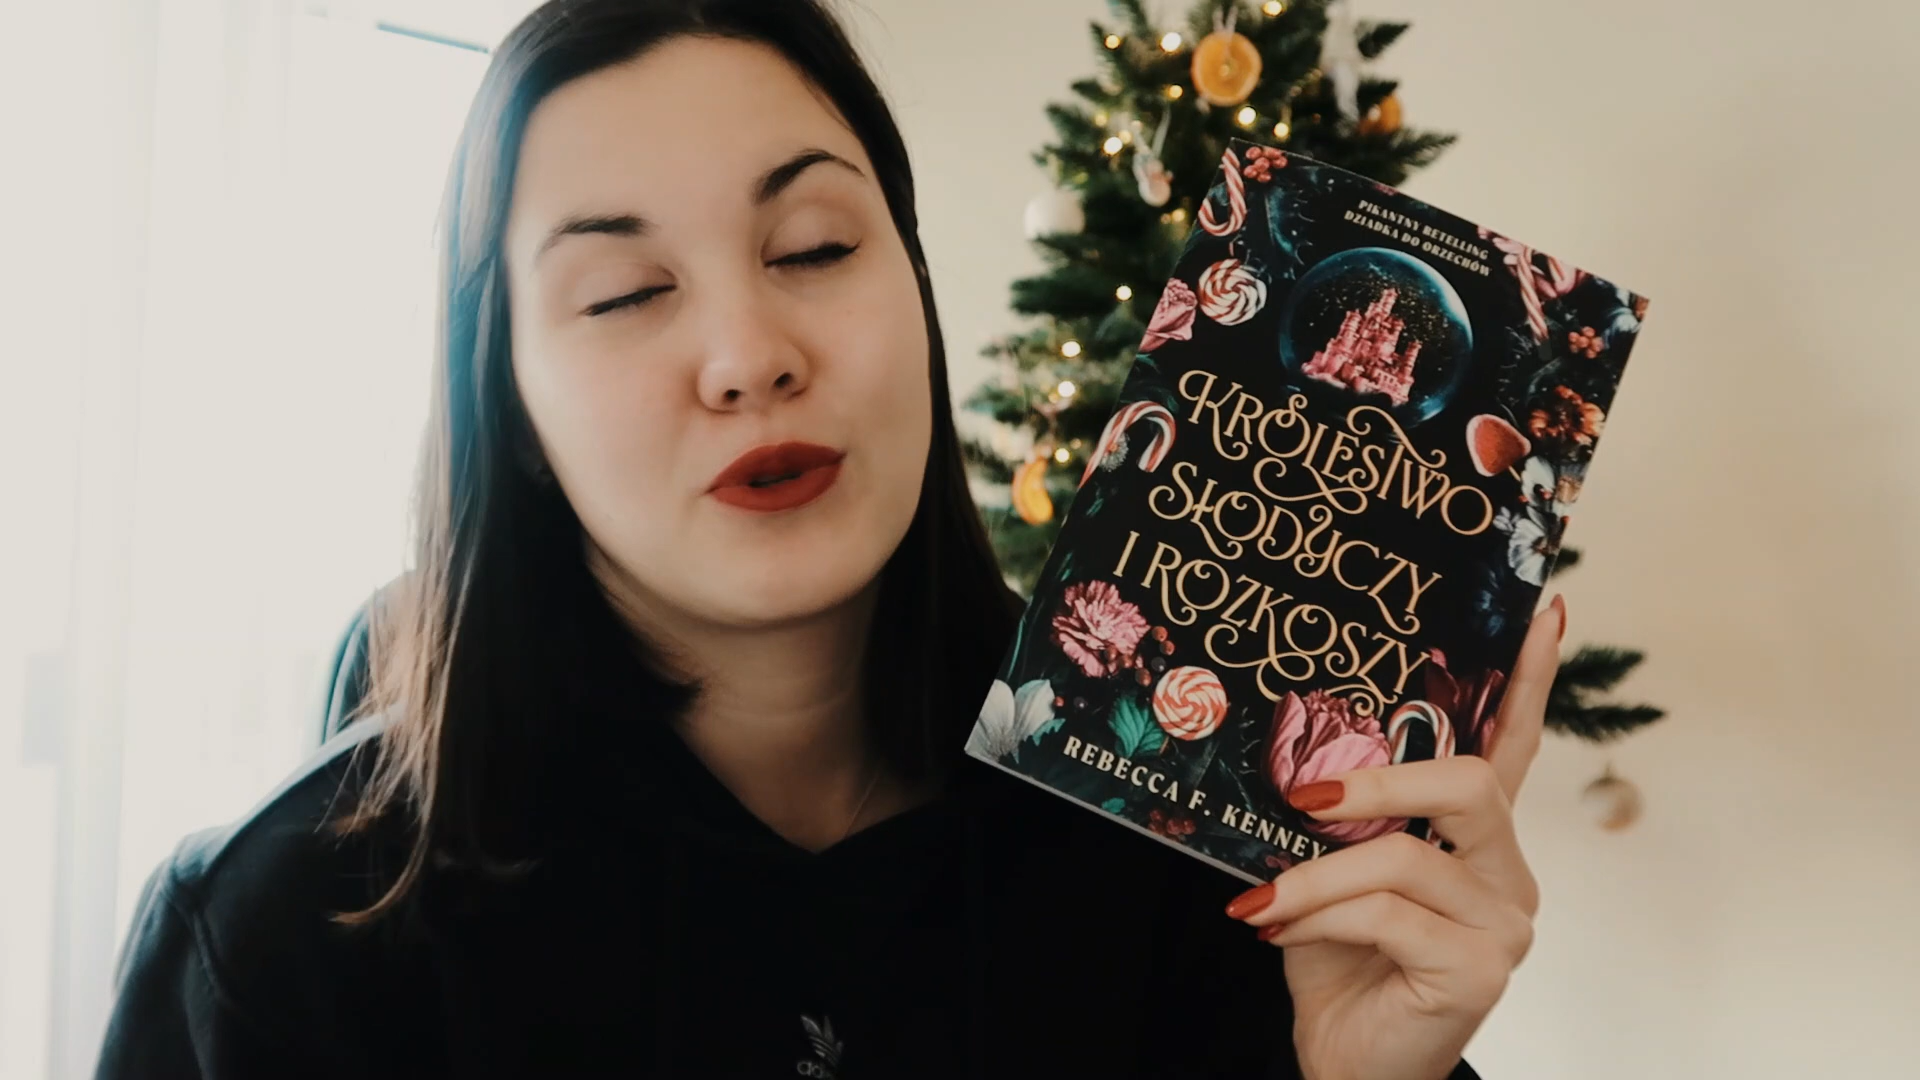 PIKANTNY RETELLING
DZIADKA DO ORZECHÓW
KRÓLESTWO
SŁODYCZY
I ROZKOSZY
REBECCA F. KENNEY